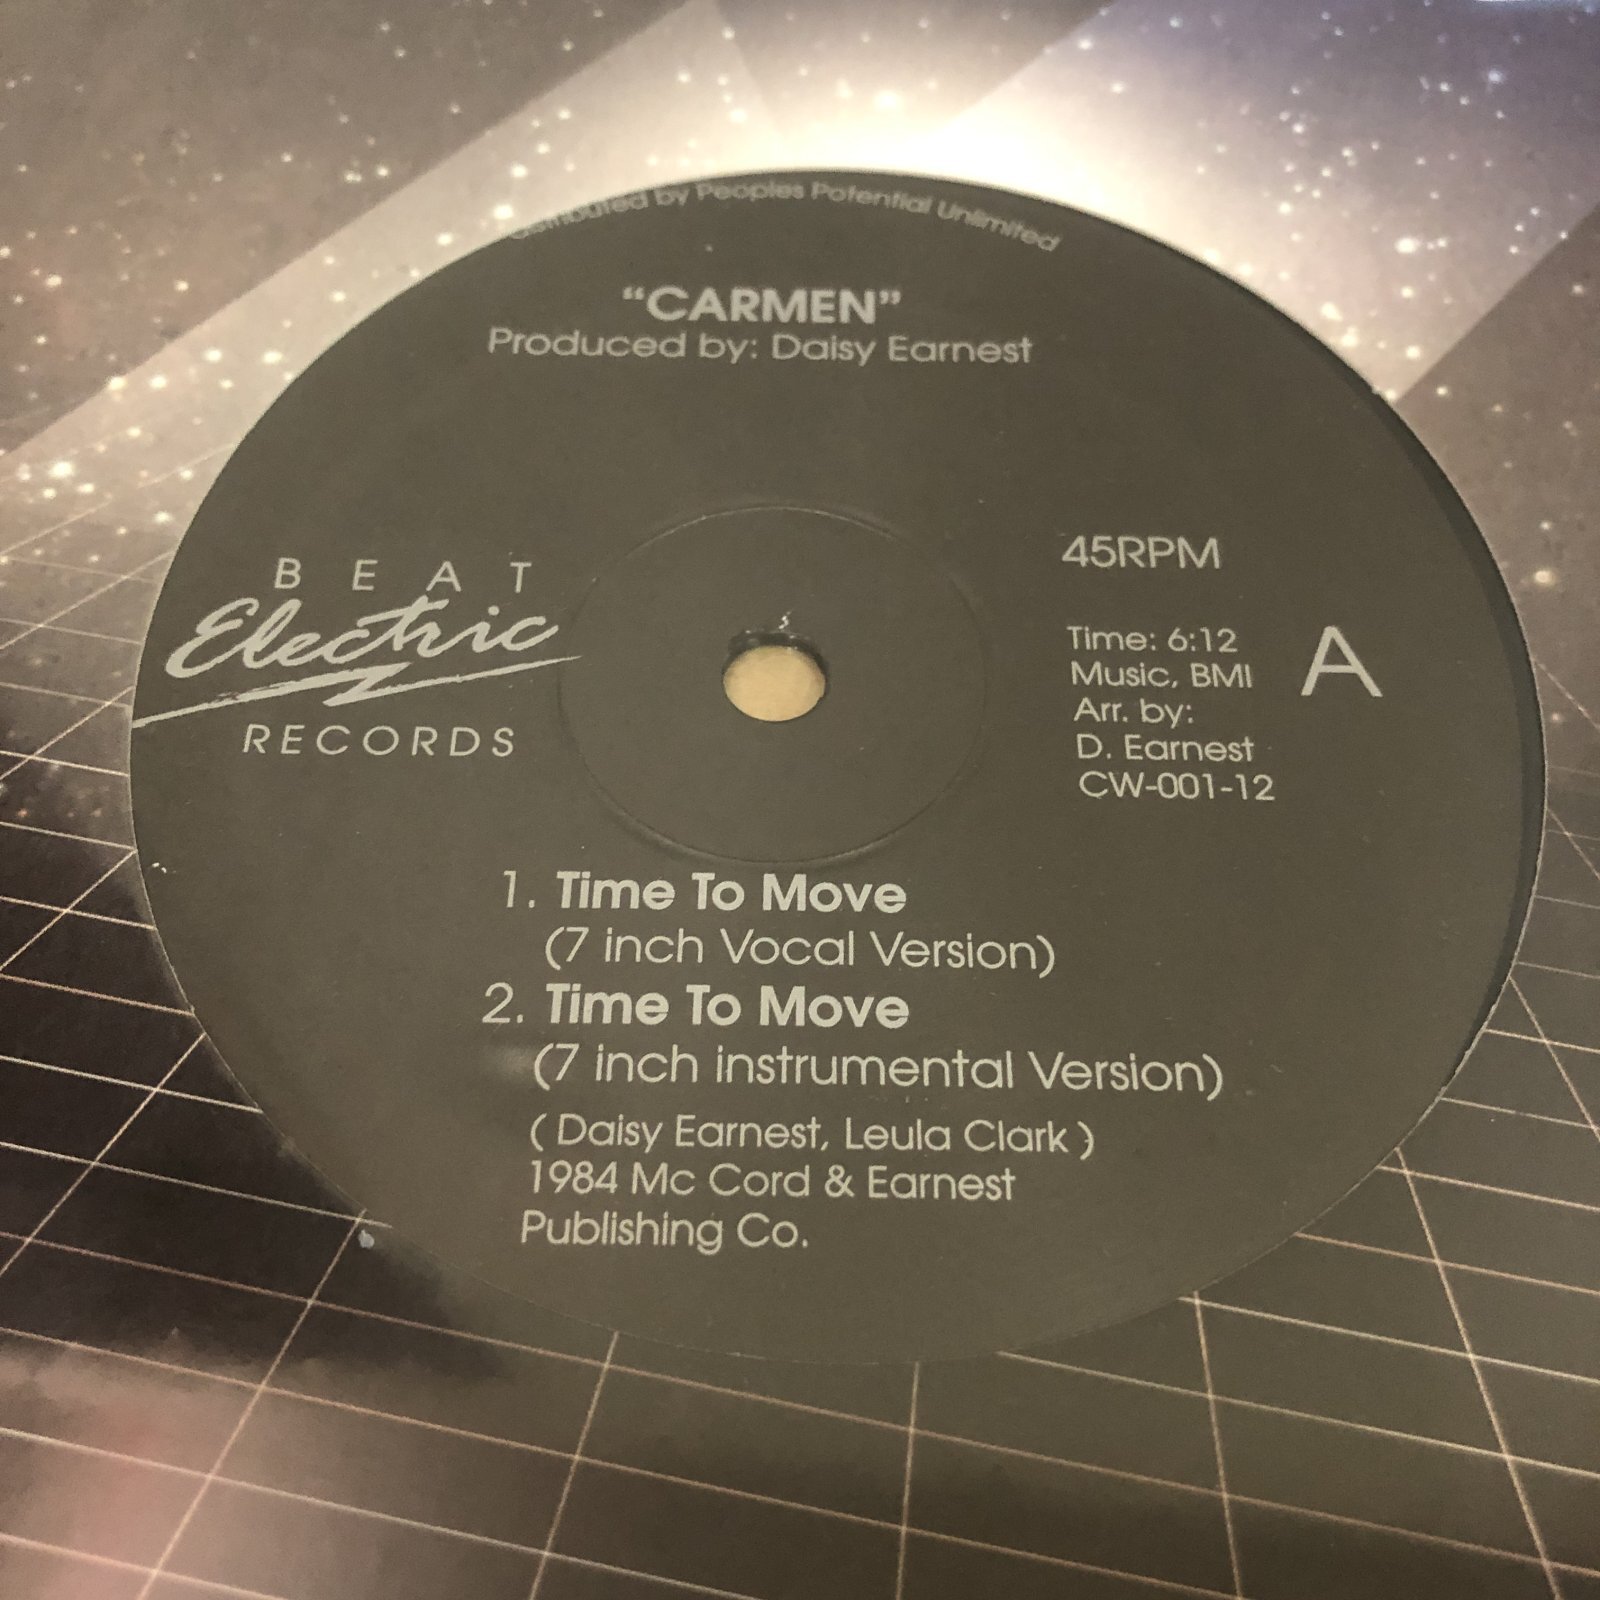 distributed by Peoples Potential Unlimited
“CARMEN”
Produced by: Daisy Earnest
BEAT
Electric
RECORDS
45RPM
Time: 6:12
Music, BMI
Arr. by:
D. Earnest
CW-001-12
A
1. Time To Move
(7 inch Vocal Version)
2. Time To Move
(7 inch instrumental Version)
( Daisy Earnest, Leula Clark )
1984 Mc Cord & Earnest
Publishing Co.